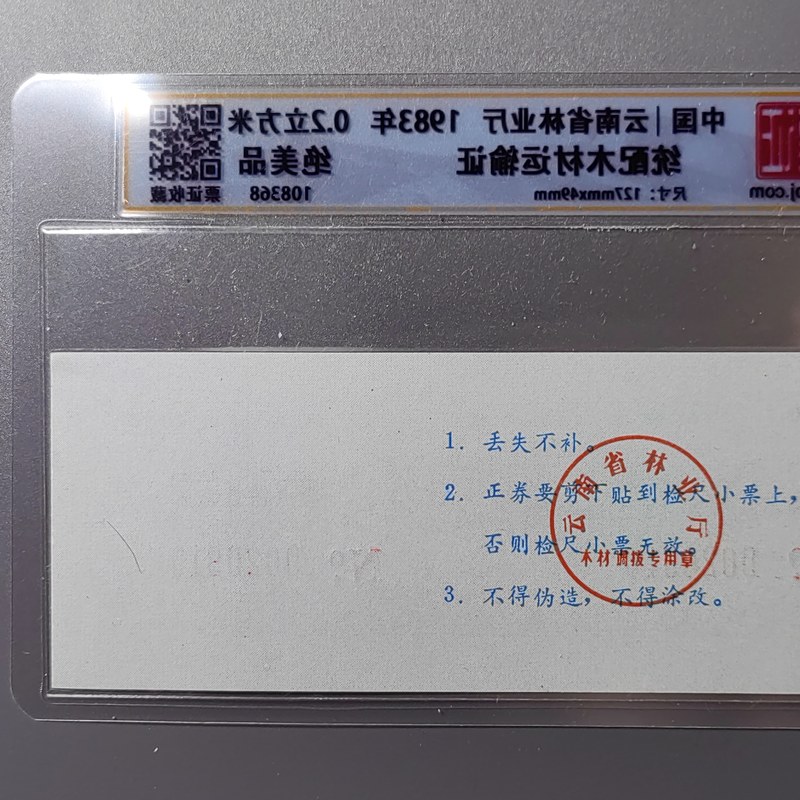 中国|云南省林业厅 1983年 0.2立方米
统配木材运输证 绝美品
尺寸：127mmx49mm 108368 票证收藏
1. 丢失不补。
2. 正券要剪下贴到检尺小票上，
否则检尺小票无效。
3. 不得伪造，不得涂改。
云南省林业厅
木材调拨专用章